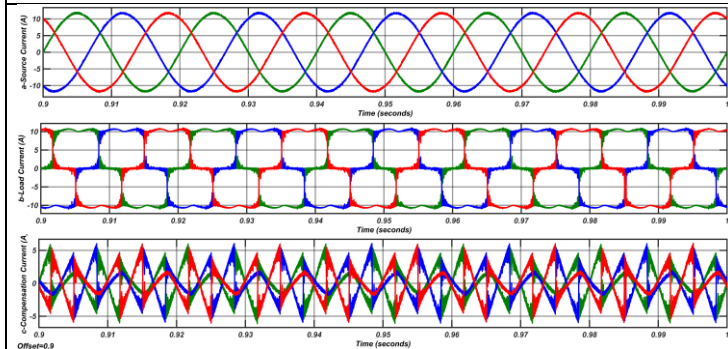 a-Source Current (A)
10
5
0
-5
-10
0.9 0.91 0.92 0.93 0.94 0.95 0.96 0.97 0.98 0.99 1
Time (seconds)
b-Load Current (A)
10
5
0
-5
-10
0.9 0.912 0.922 0.93 0.94 0.95 0.96 0.97 0.98 0.99 1
Time (seconds)
c-Compensation Current (A
5
0
-5
0.9 0.91 0.92 0.93 0.94 0.95 0.96 0.97 0.98 0.99 1
Offset=0.9
Time (seconds)